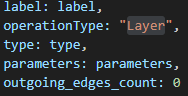 label: label,
operationType: "Layer",
type: type,
parameters: parameters,
outgoing_edges_count: 0